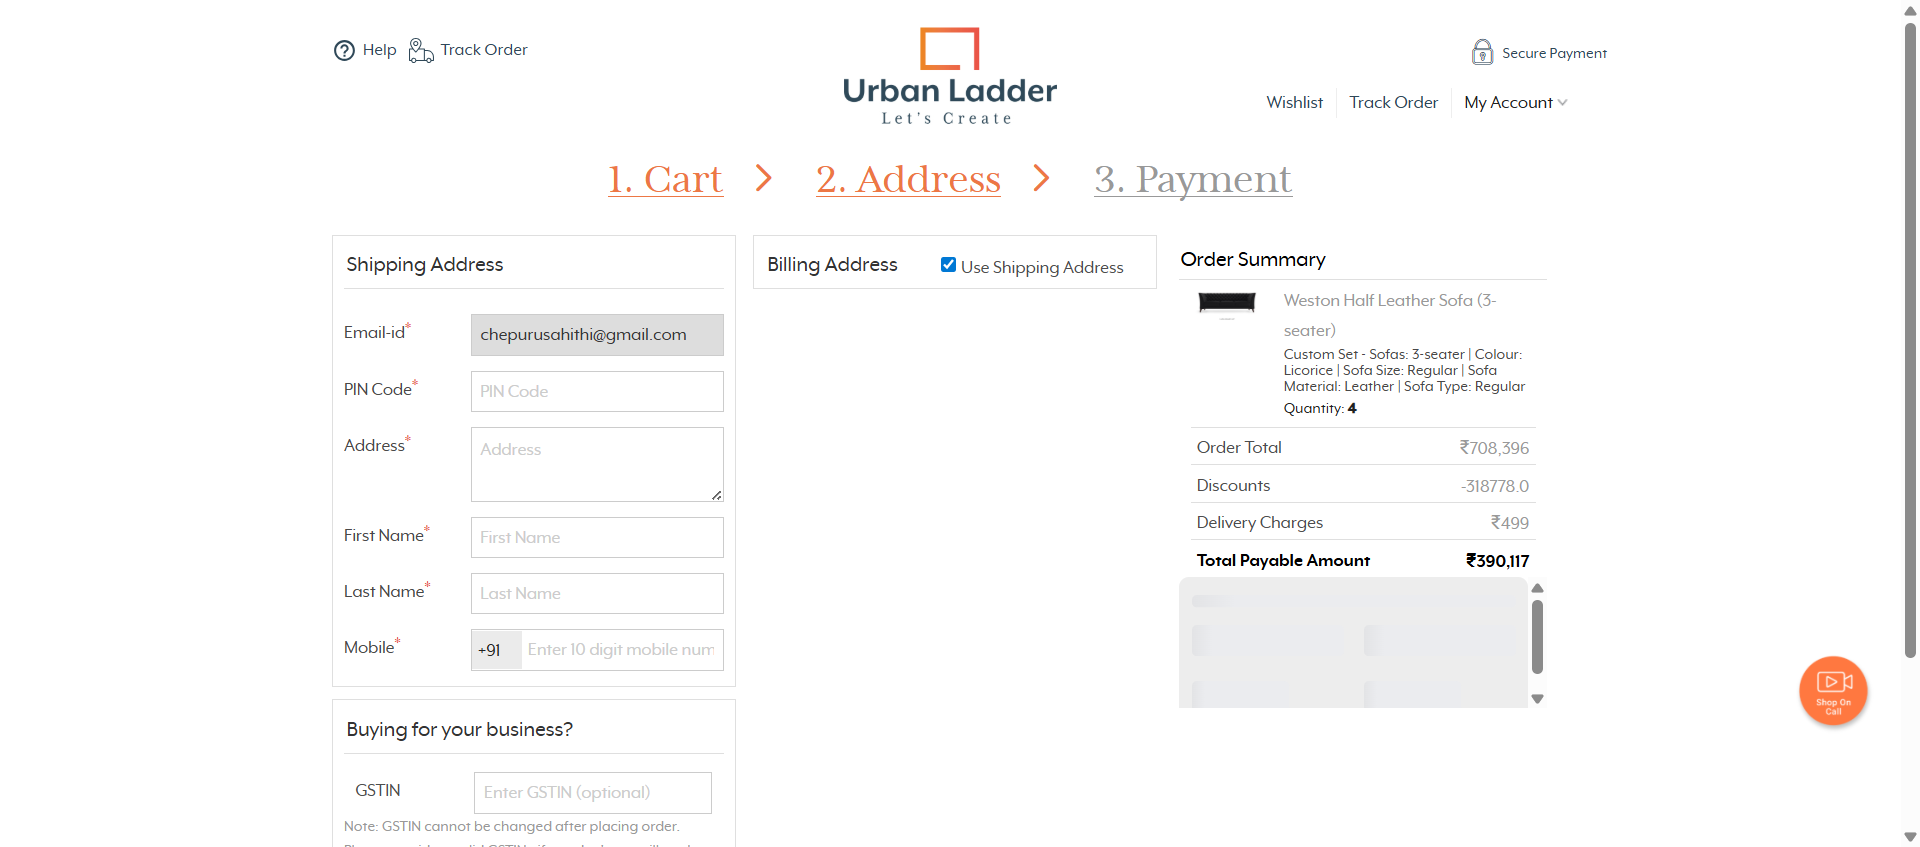 Help
Track Order
Urban Ladder
Let's Create
Secure Payment
Wishlist
Track Order
My Account
1. Cart
2. Address
3. Payment
Shipping Address
Email-id*
chepurusahithi@gmail.com
PIN Code*
PIN Code
Address*
Address
First Name*
First Name
Last Name*
Last Name
Mobile*
+91
Enter 10 digit mobile num
Buying for your business?
GSTIN
Enter GSTIN (optional)
Note: GSTIN cannot be changed after placing order.
Billing Address
Use Shipping Address
Order Summary
Weston Half Leather Sofa (3-
seater)
Custom Set - Sofas: 3-seater | Colour:
Licorice | Sofa Size: Regular | Sofa
Material: Leather | Sofa Type: Regular
Quantity: 4
Order Total
₹708,396
Discounts
-318778.0
Delivery Charges
₹499
Total Payable Amount
₹390,117
Shop On
Call